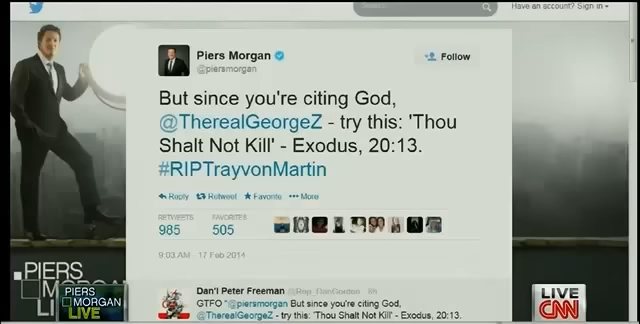 Have an account? Sign in
Piers Morgan
@piersmorgan
Follow
But since you're citing God,
@TherealGeorgeZ - try this: 'Thou
Shalt Not Kill' - Exodus, 20:13.
#RIPTrayvonMartin
Reply Retweet Favorite ••• More
RETWEETS FAVORITES
985 505
9:03 AM - 17 Feb 2014
Dan'l Peter Freeman @Rep_DanGordon 8h
GTFO "@piersmorgan But since you're citing God,
@TherealGeorgeZ - try this: 'Thou Shalt Not Kill' - Exodus, 20:13.
PIERS
MORGAN
LI
PIERS
MORGAN
LIVE
LIVE
CNN